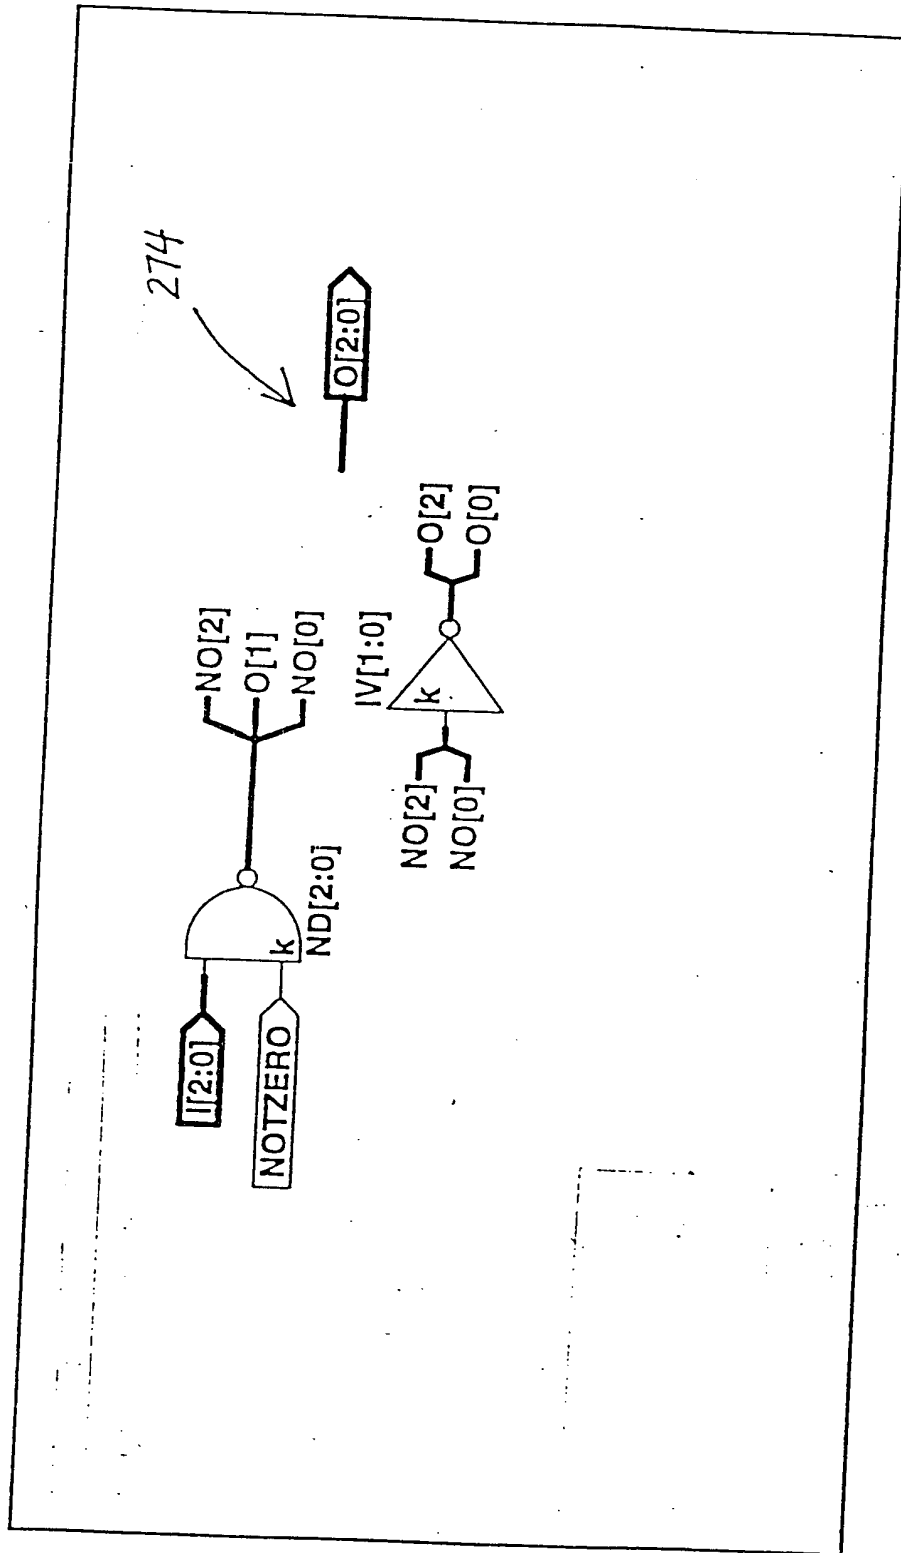 274
I[2:0]
NOTZERO
k
ND[2:0]
NO[2]
O[1]
NO[0]
O[2:0]
NO[2]
NO[0]
IV[1:0]
k
O[2]
O[0]